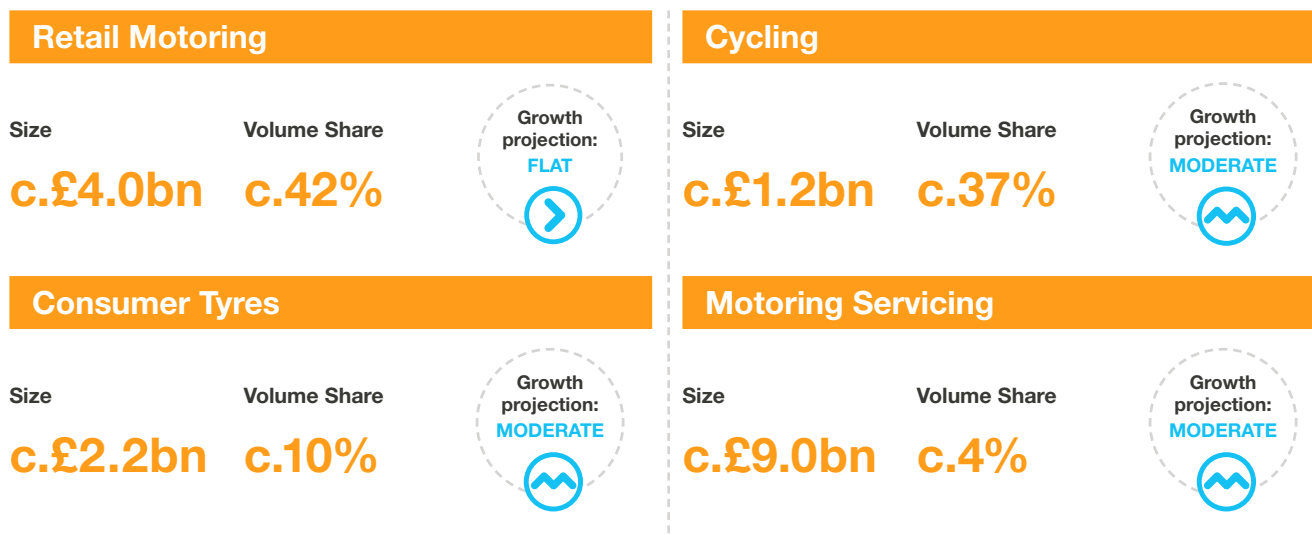 Retail Motoring
Size
Volume Share
c.£4.0bn
c.42%
Growth
projection:
FLAT
Cycling
Size
Volume Share
c.£1.2bn
c.37%
Growth
projection:
MODERATE
Consumer Tyres
Size
Volume Share
c.£2.2bn
c.10%
Growth
projection:
MODERATE
Motoring Servicing
Size
Volume Share
c.£9.0bn
c.4%
Growth
projection:
MODERATE